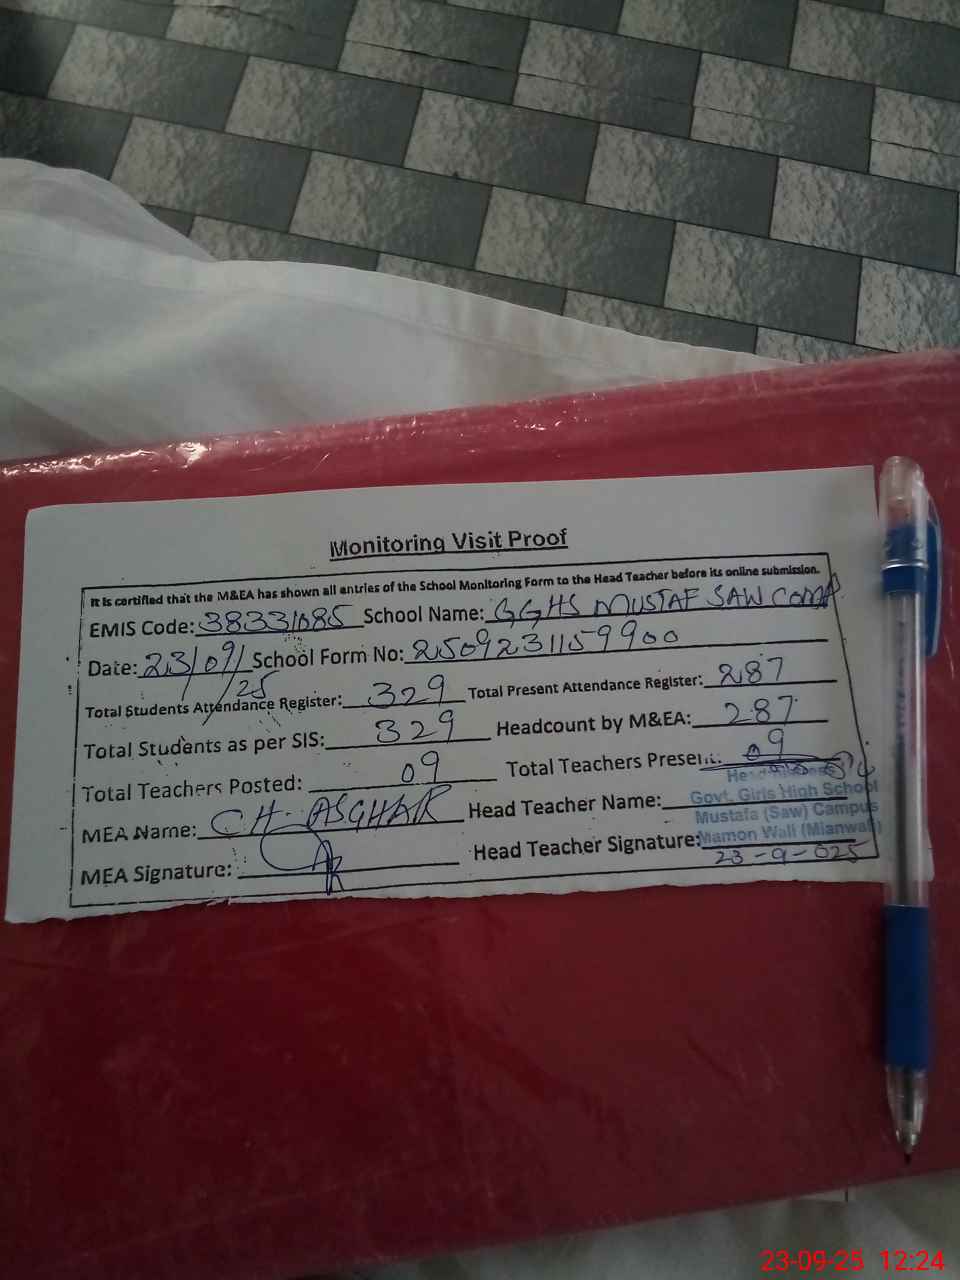 Monitoring Visit Proof
It is certified that the M&EA has shown all entries of the School Monitoring Form to the Head Teacher before its online submission.
EMIS Code: 38331085 School Name: GGHS MUSTAF SAW COMP
Date: 23/09/25 School Form No: 2509231159900
Total Students Attendance Register: 329 Total Present Attendance Register: 287
Total Students as per SIS: 329 Headcount by M&EA: 287
Total Teachers Posted: 09 Total Teachers Present: 09
MEA Name: CH. ASGHAR Head Teacher Name:
Govt. Girls High School
Mustafa (Saw) Campus
MEA Signature: Head Teacher Signature: Mamon Wali (Mianwali)
23-9-025
23-09-25 12:24